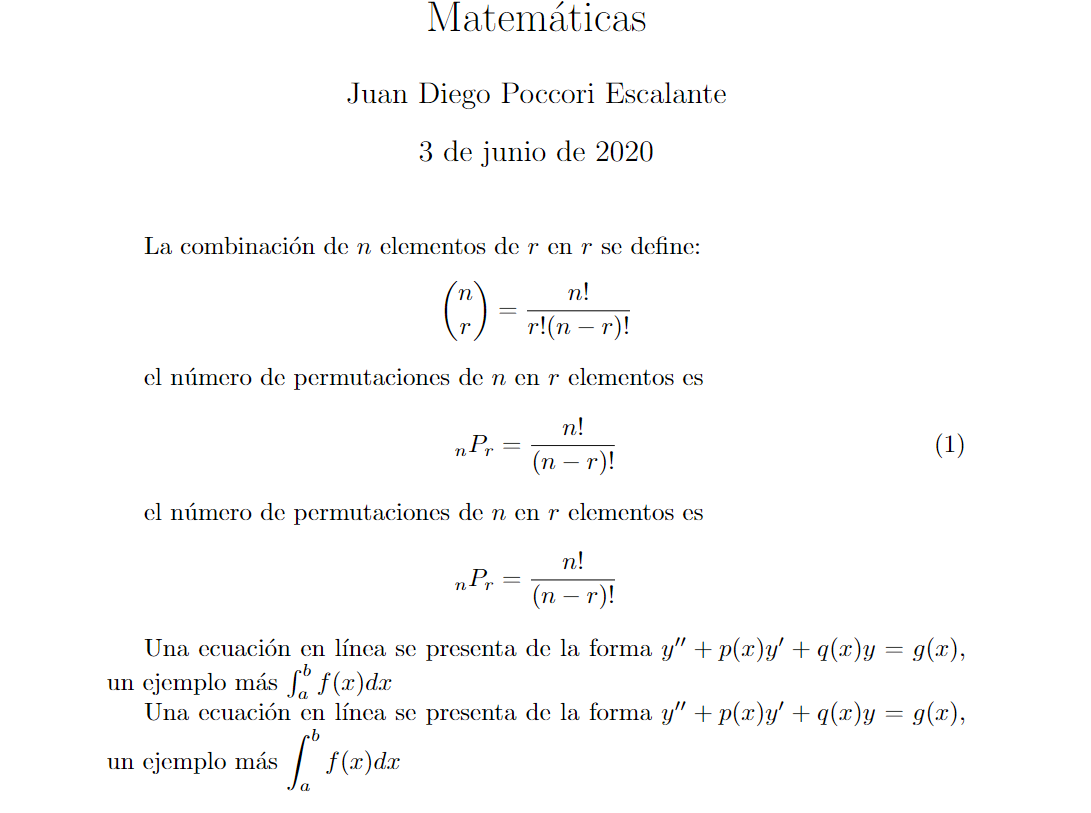 Matemáticas
Juan Diego Poccori Escalante
3 de junio de 2020
La combinación de n elementos de r en r se define:
$$\binom{n}{r} = \frac{n!}{r!(n-r)!}$$
el número de permutaciones de n en r elementos es
$${}_nP_r = \frac{n!}{(n-r)!} \quad (1)$$
el número de permutaciones de n en r elementos es
$${}_nP_r = \frac{n!}{(n-r)!}$$
Una ecuación en línea se presenta de la forma $y'' + p(x)y' + q(x)y = g(x)$,
un ejemplo más $\int_a^b f(x)dx$
Una ecuación en línea se presenta de la forma $y'' + p(x)y' + q(x)y = g(x)$,
un ejemplo más $\displaystyle\int_a^b f(x)dx$